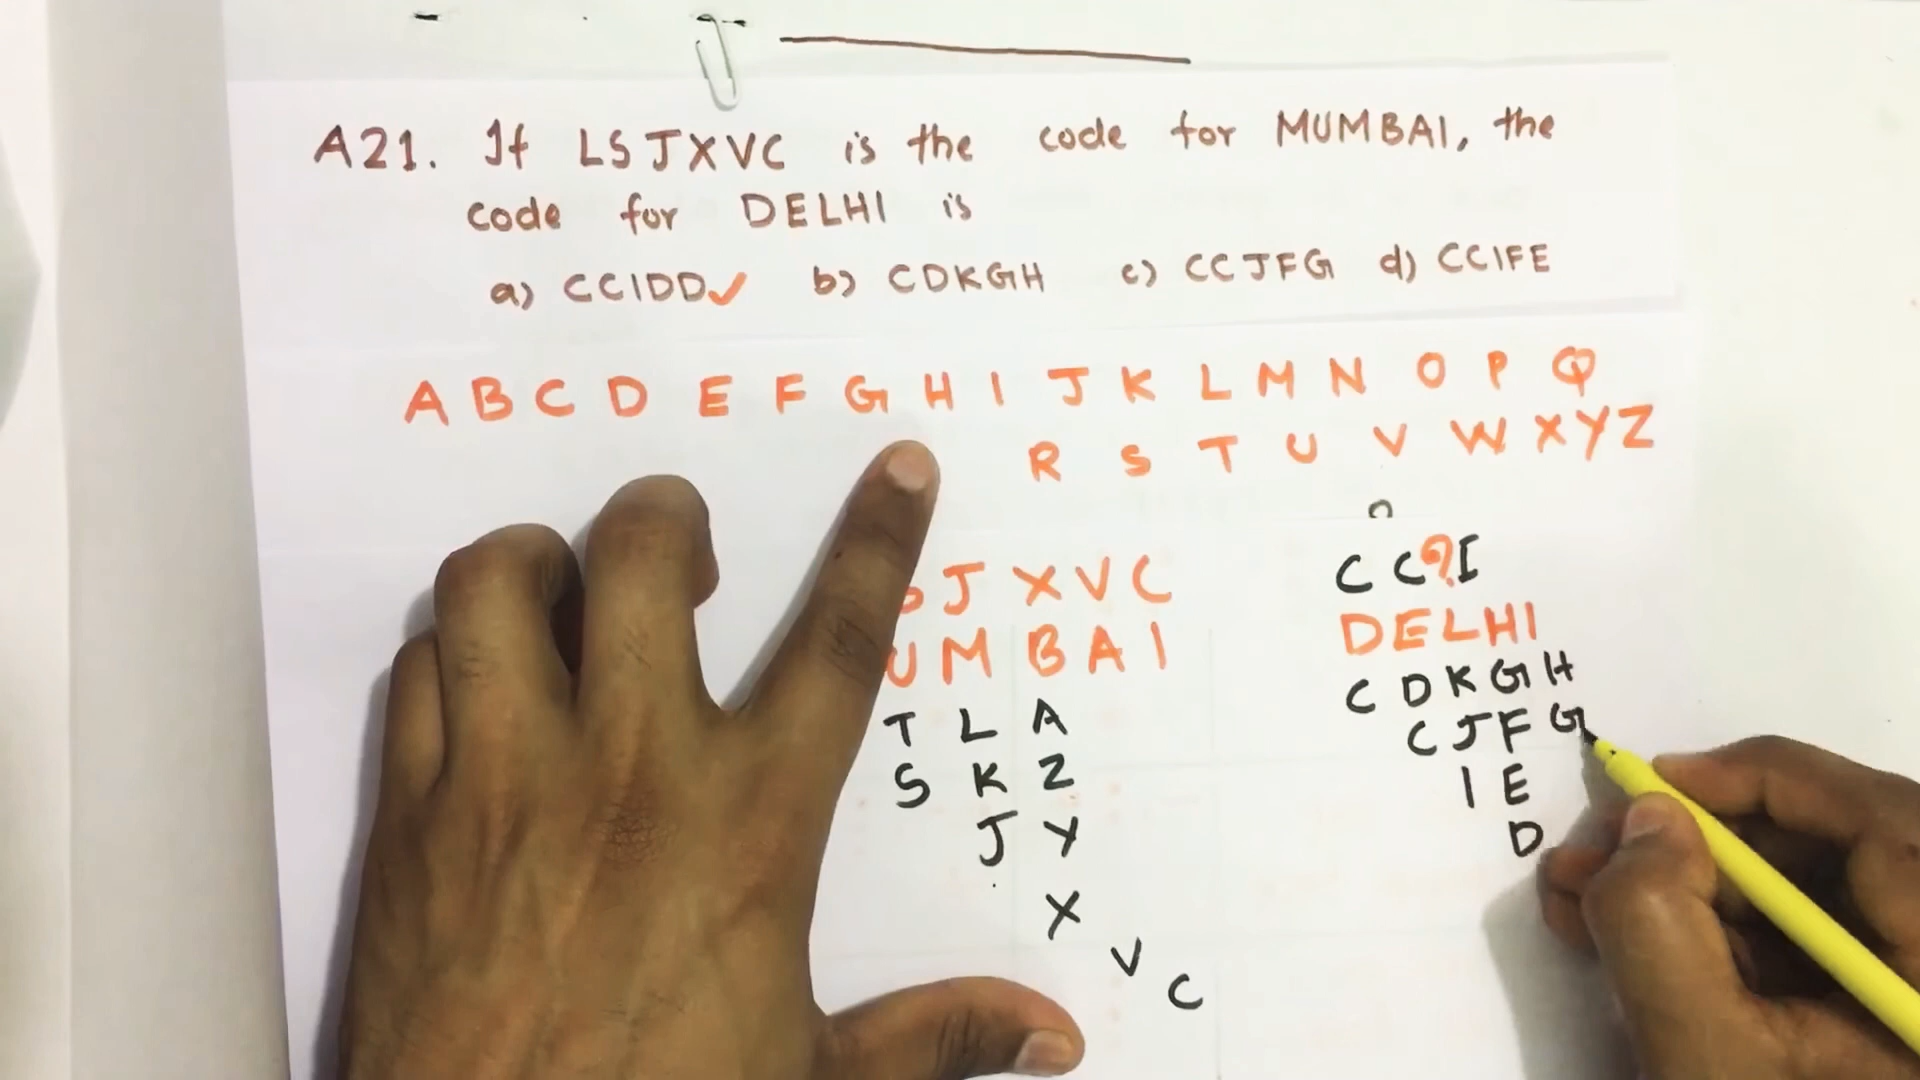 A21. If LSJXVC is the code for MUMBAI, the
code for DELHI is
a) CCIDD✓ b) CDKGH c) CCJFG d) CCIFE
A B C D E F G H I J K L M N O P Q
R S T U V W X Y Z
J X V C
U M B A I
T L A
S K Z
J Y
X
V
C
C C ? I
DELHI
C D K G H
C J F G
I E
D